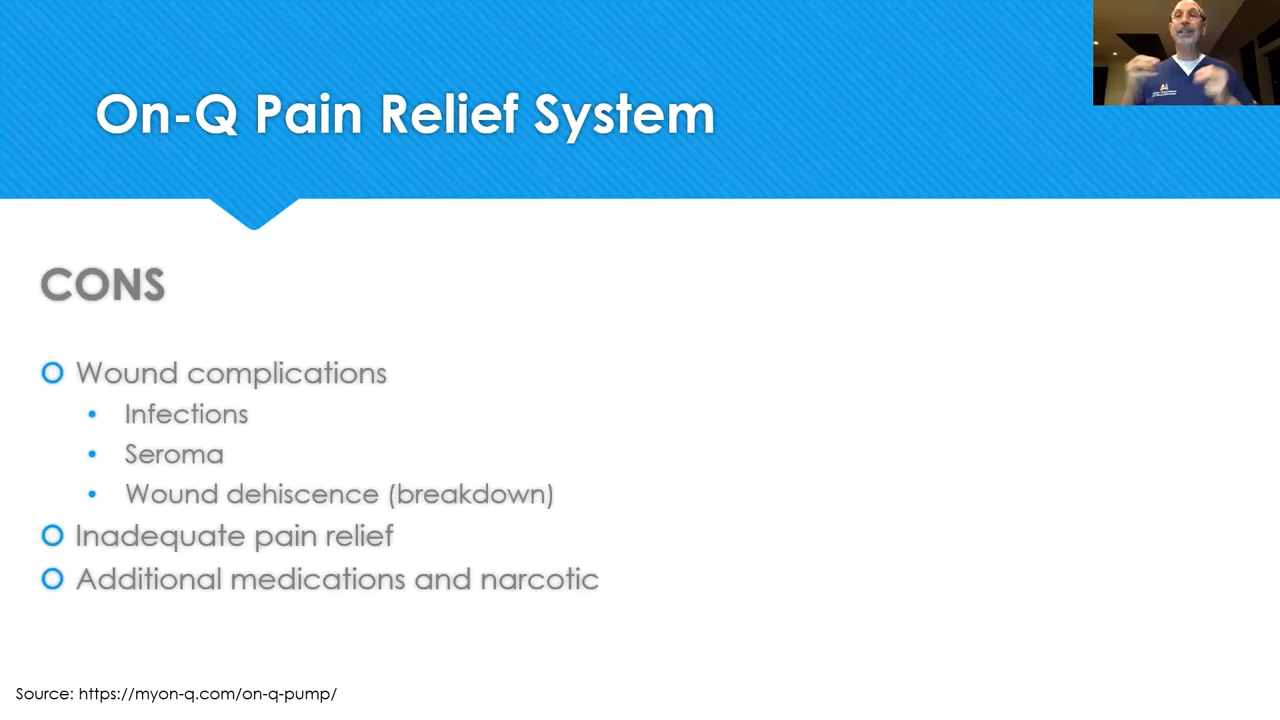 On-Q Pain Relief System
CONS
Wound complications
Infections
Seroma
Wound dehiscence (breakdown)
Inadequate pain relief
Additional medications and narcotic
Source: https://myon-q.com/on-q-pump/